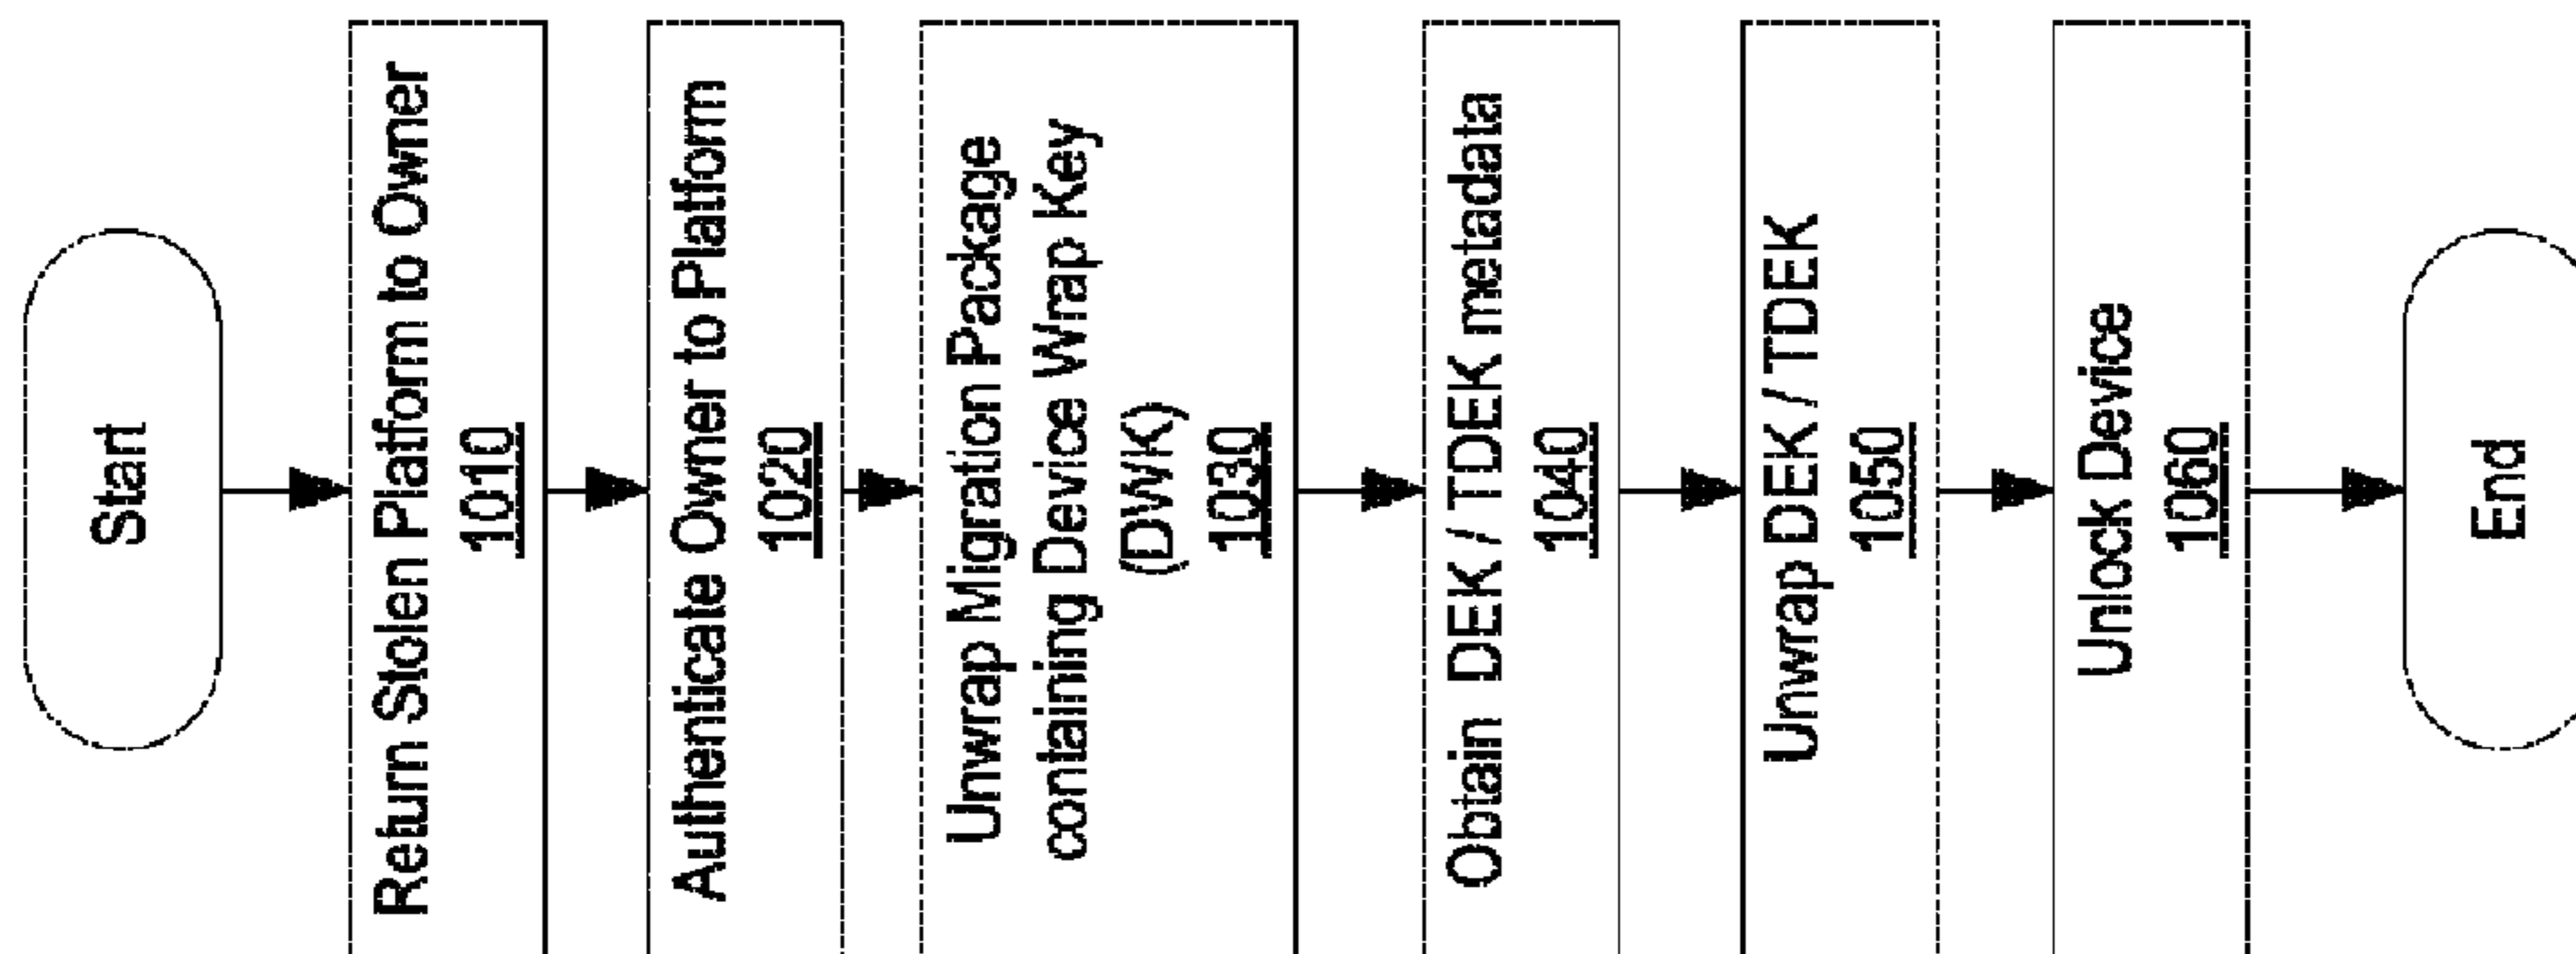 Start
Return Stolen Platform to Owner
1010
Authenticate Owner to Platform
1020
Unwrap Migration Package
containing Device Wrap Key
(DWK)
1030
Obtain DEK / TDEK metadata
1040
Unwrap DEK / TDEK
1050
Unlock Device
1060
End